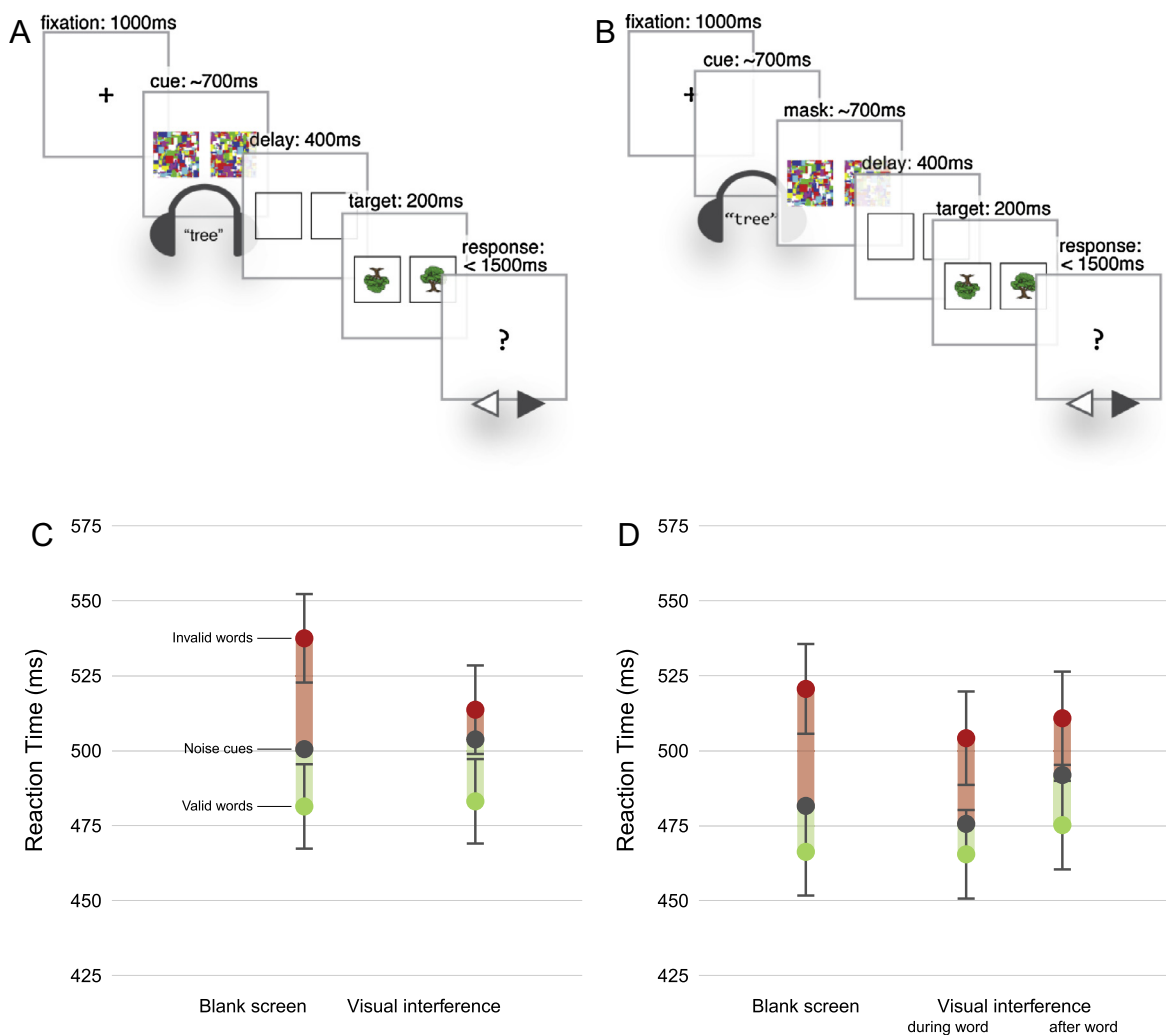 A
fixation: 1000ms
+
cue: ~700ms
"tree"
delay: 400ms
target: 200ms
response:
< 1500ms
?
B
fixation: 1000ms
+
cue: ~700ms
"tree"
mask: ~700ms
delay: 400ms
target: 200ms
response:
< 1500ms
?
C
Reaction Time (ms)
575
550
525
500
475
450
425
Invalid words
Noise cues
Valid words
Blank screen
Visual interference
D
Reaction Time (ms)
575
550
525
500
475
450
425
Blank screen
Visual interference
during word
after word